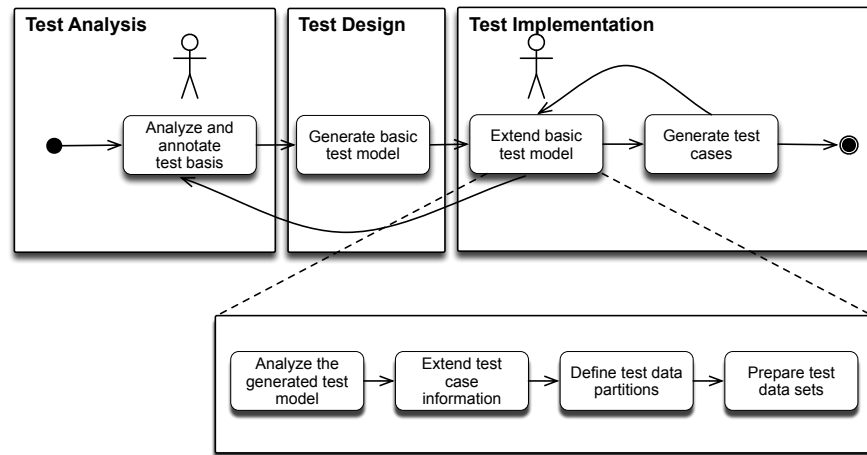 Test Analysis
Test Design
Test Implementation
Analyze and
annotate
test basis
Generate basic
test model
Extend basic
test model
Generate test
cases
Analyze the
generated test
model
Extend test
case
information
Define test data
partitions
Prepare test
data sets